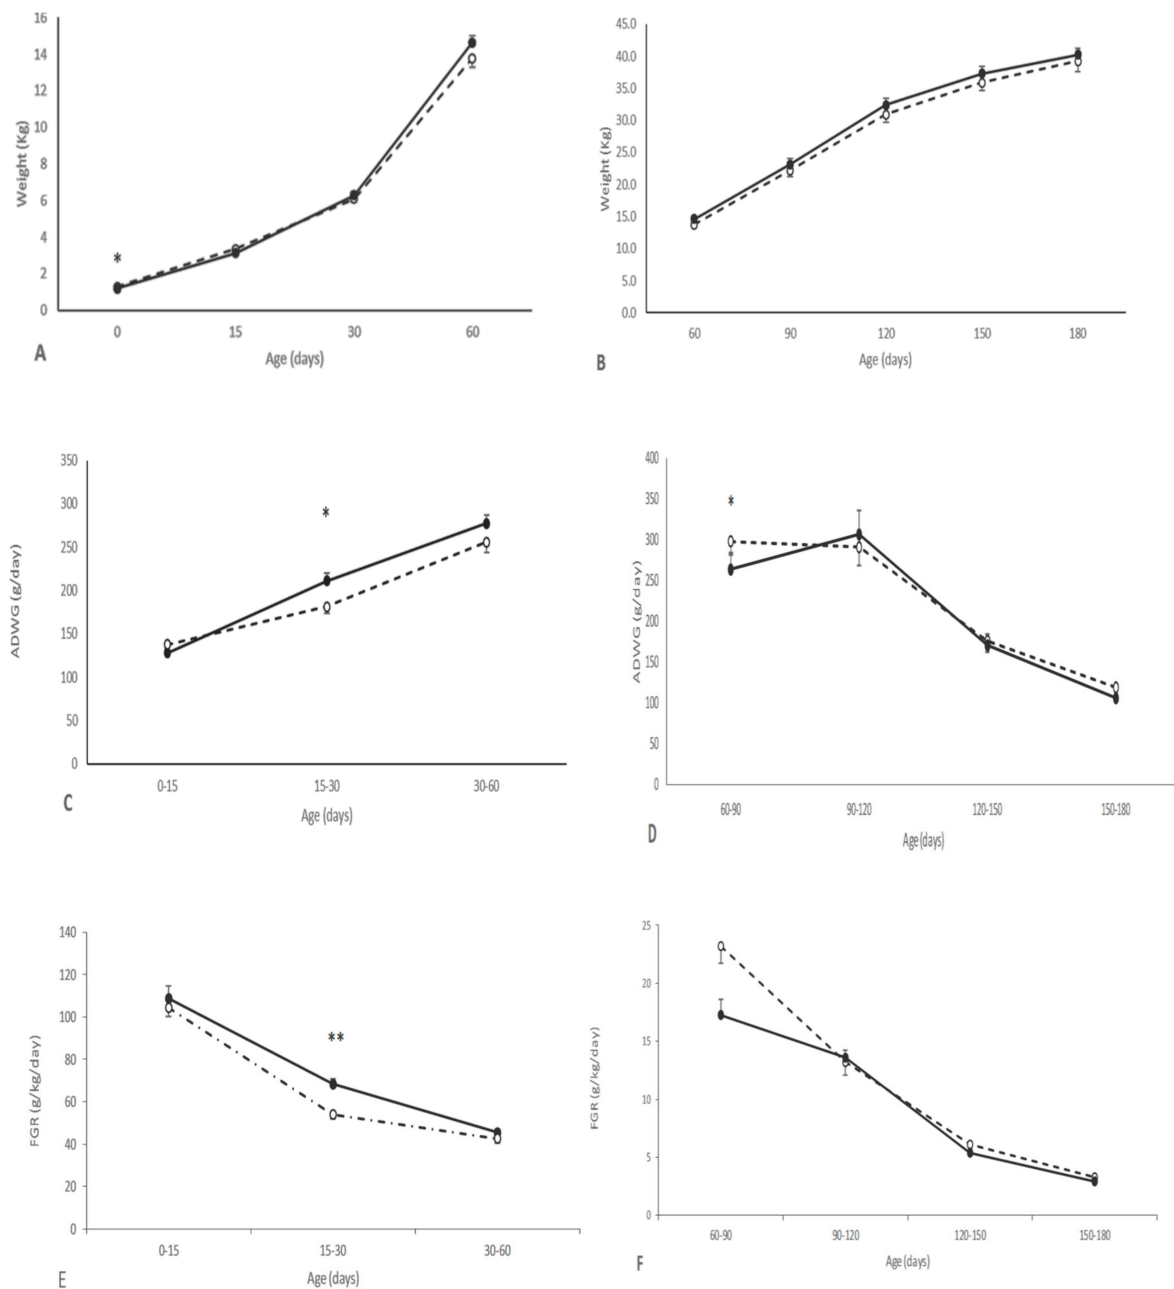 16
14
12
10
8
6
4
2
0
Weight (Kg)
*
0 15 30 60
Age (days)
A
45.0
40.0
35.0
30.0
25.0
20.0
15.0
10.0
5.0
0.0
Weight (Kg)
60 90 120 150 180
Age (days)
B
350
300
250
200
150
100
50
0
ADWG (g/day)
*
0-15 15-30 30-60
Age (days)
C
400
350
300
250
200
150
100
50
0
ADWG (g/day)
*
60-90 90-120 120-150 150-180
Age (days)
D
140
120
100
80
60
40
20
0
FGR (g/kg/day)
**
0-15 15-30 30-60
Age (days)
E
25
20
15
10
5
0
FGR (g/kg/day)
60-90 90-120 120-150 150-180
Age (days)
F